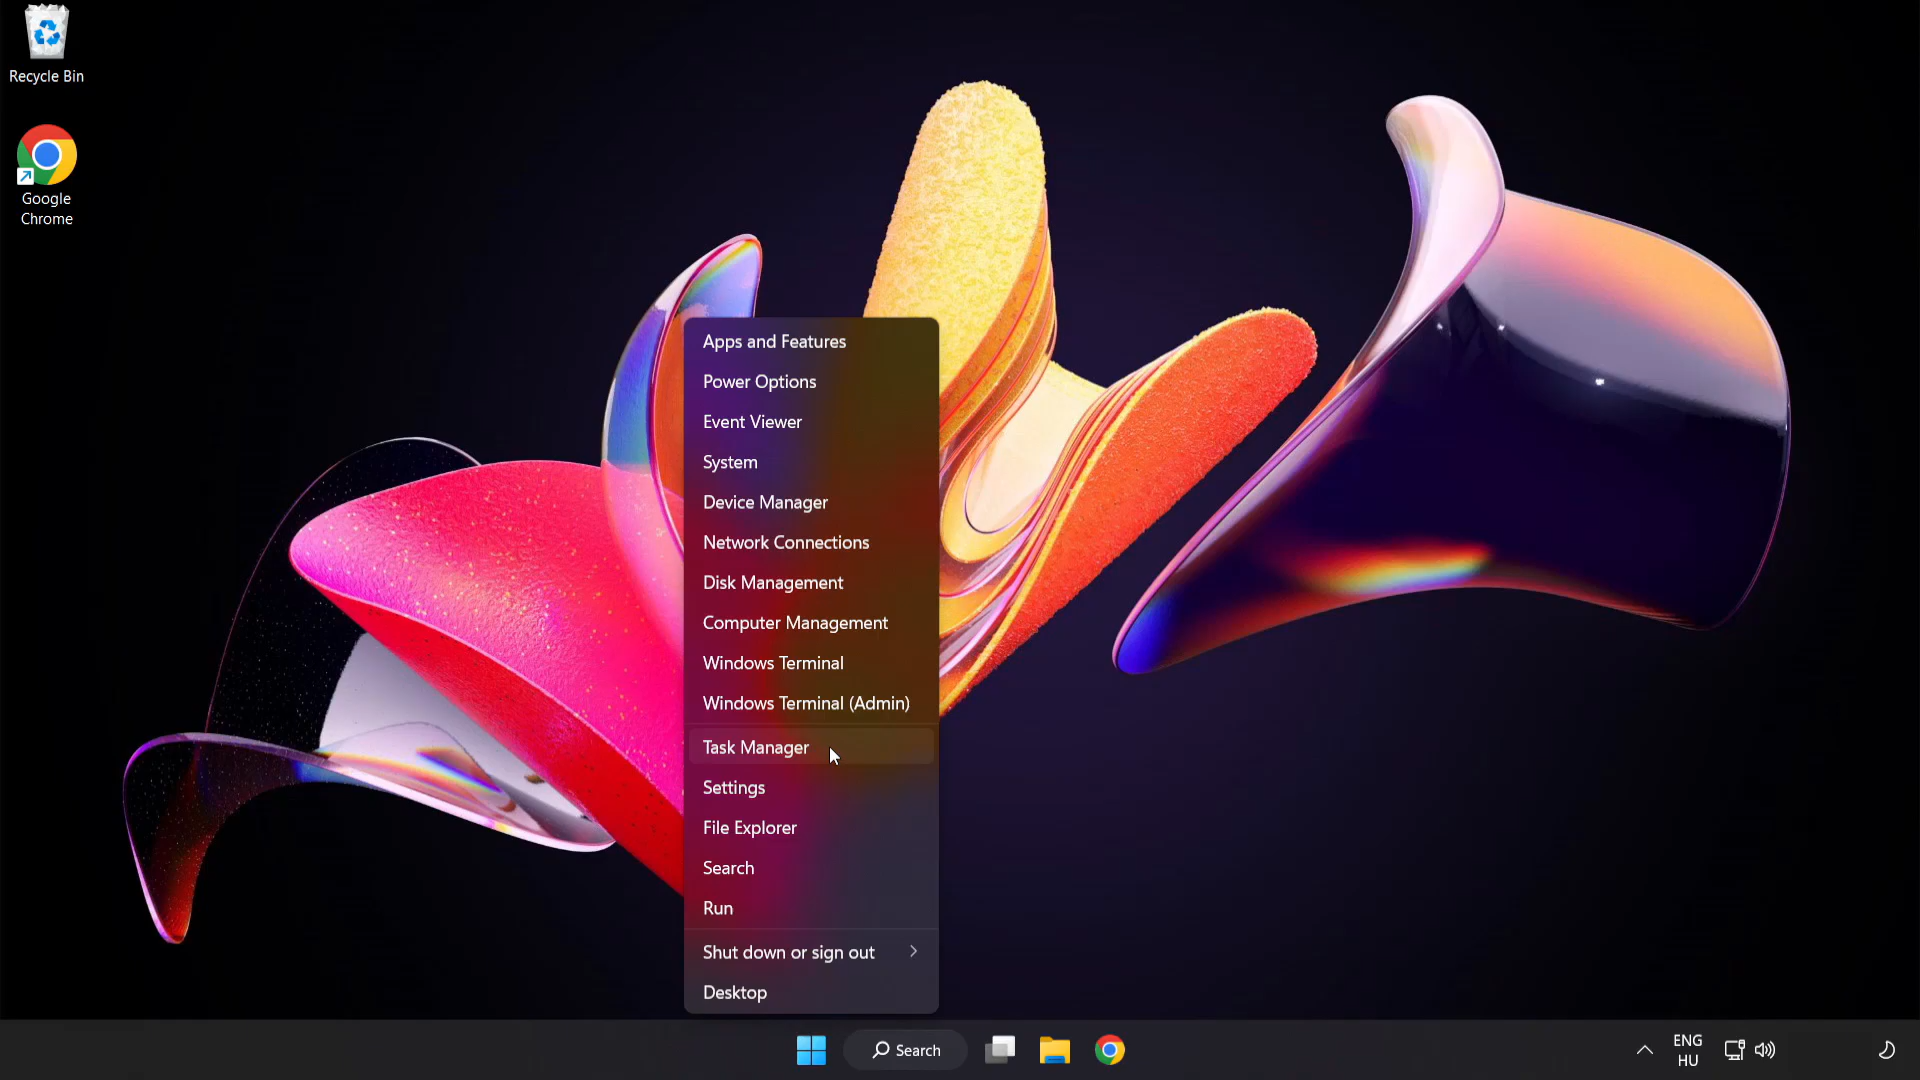 Recycle Bin
Google
Chrome
Apps and Features
Power Options
Event Viewer
System
Device Manager
Network Connections
Disk Management
Computer Management
Windows Terminal
Windows Terminal (Admin)
Task Manager
Settings
File Explorer
Search
Run
Shut down or sign out
Desktop
Search
ENG
HU